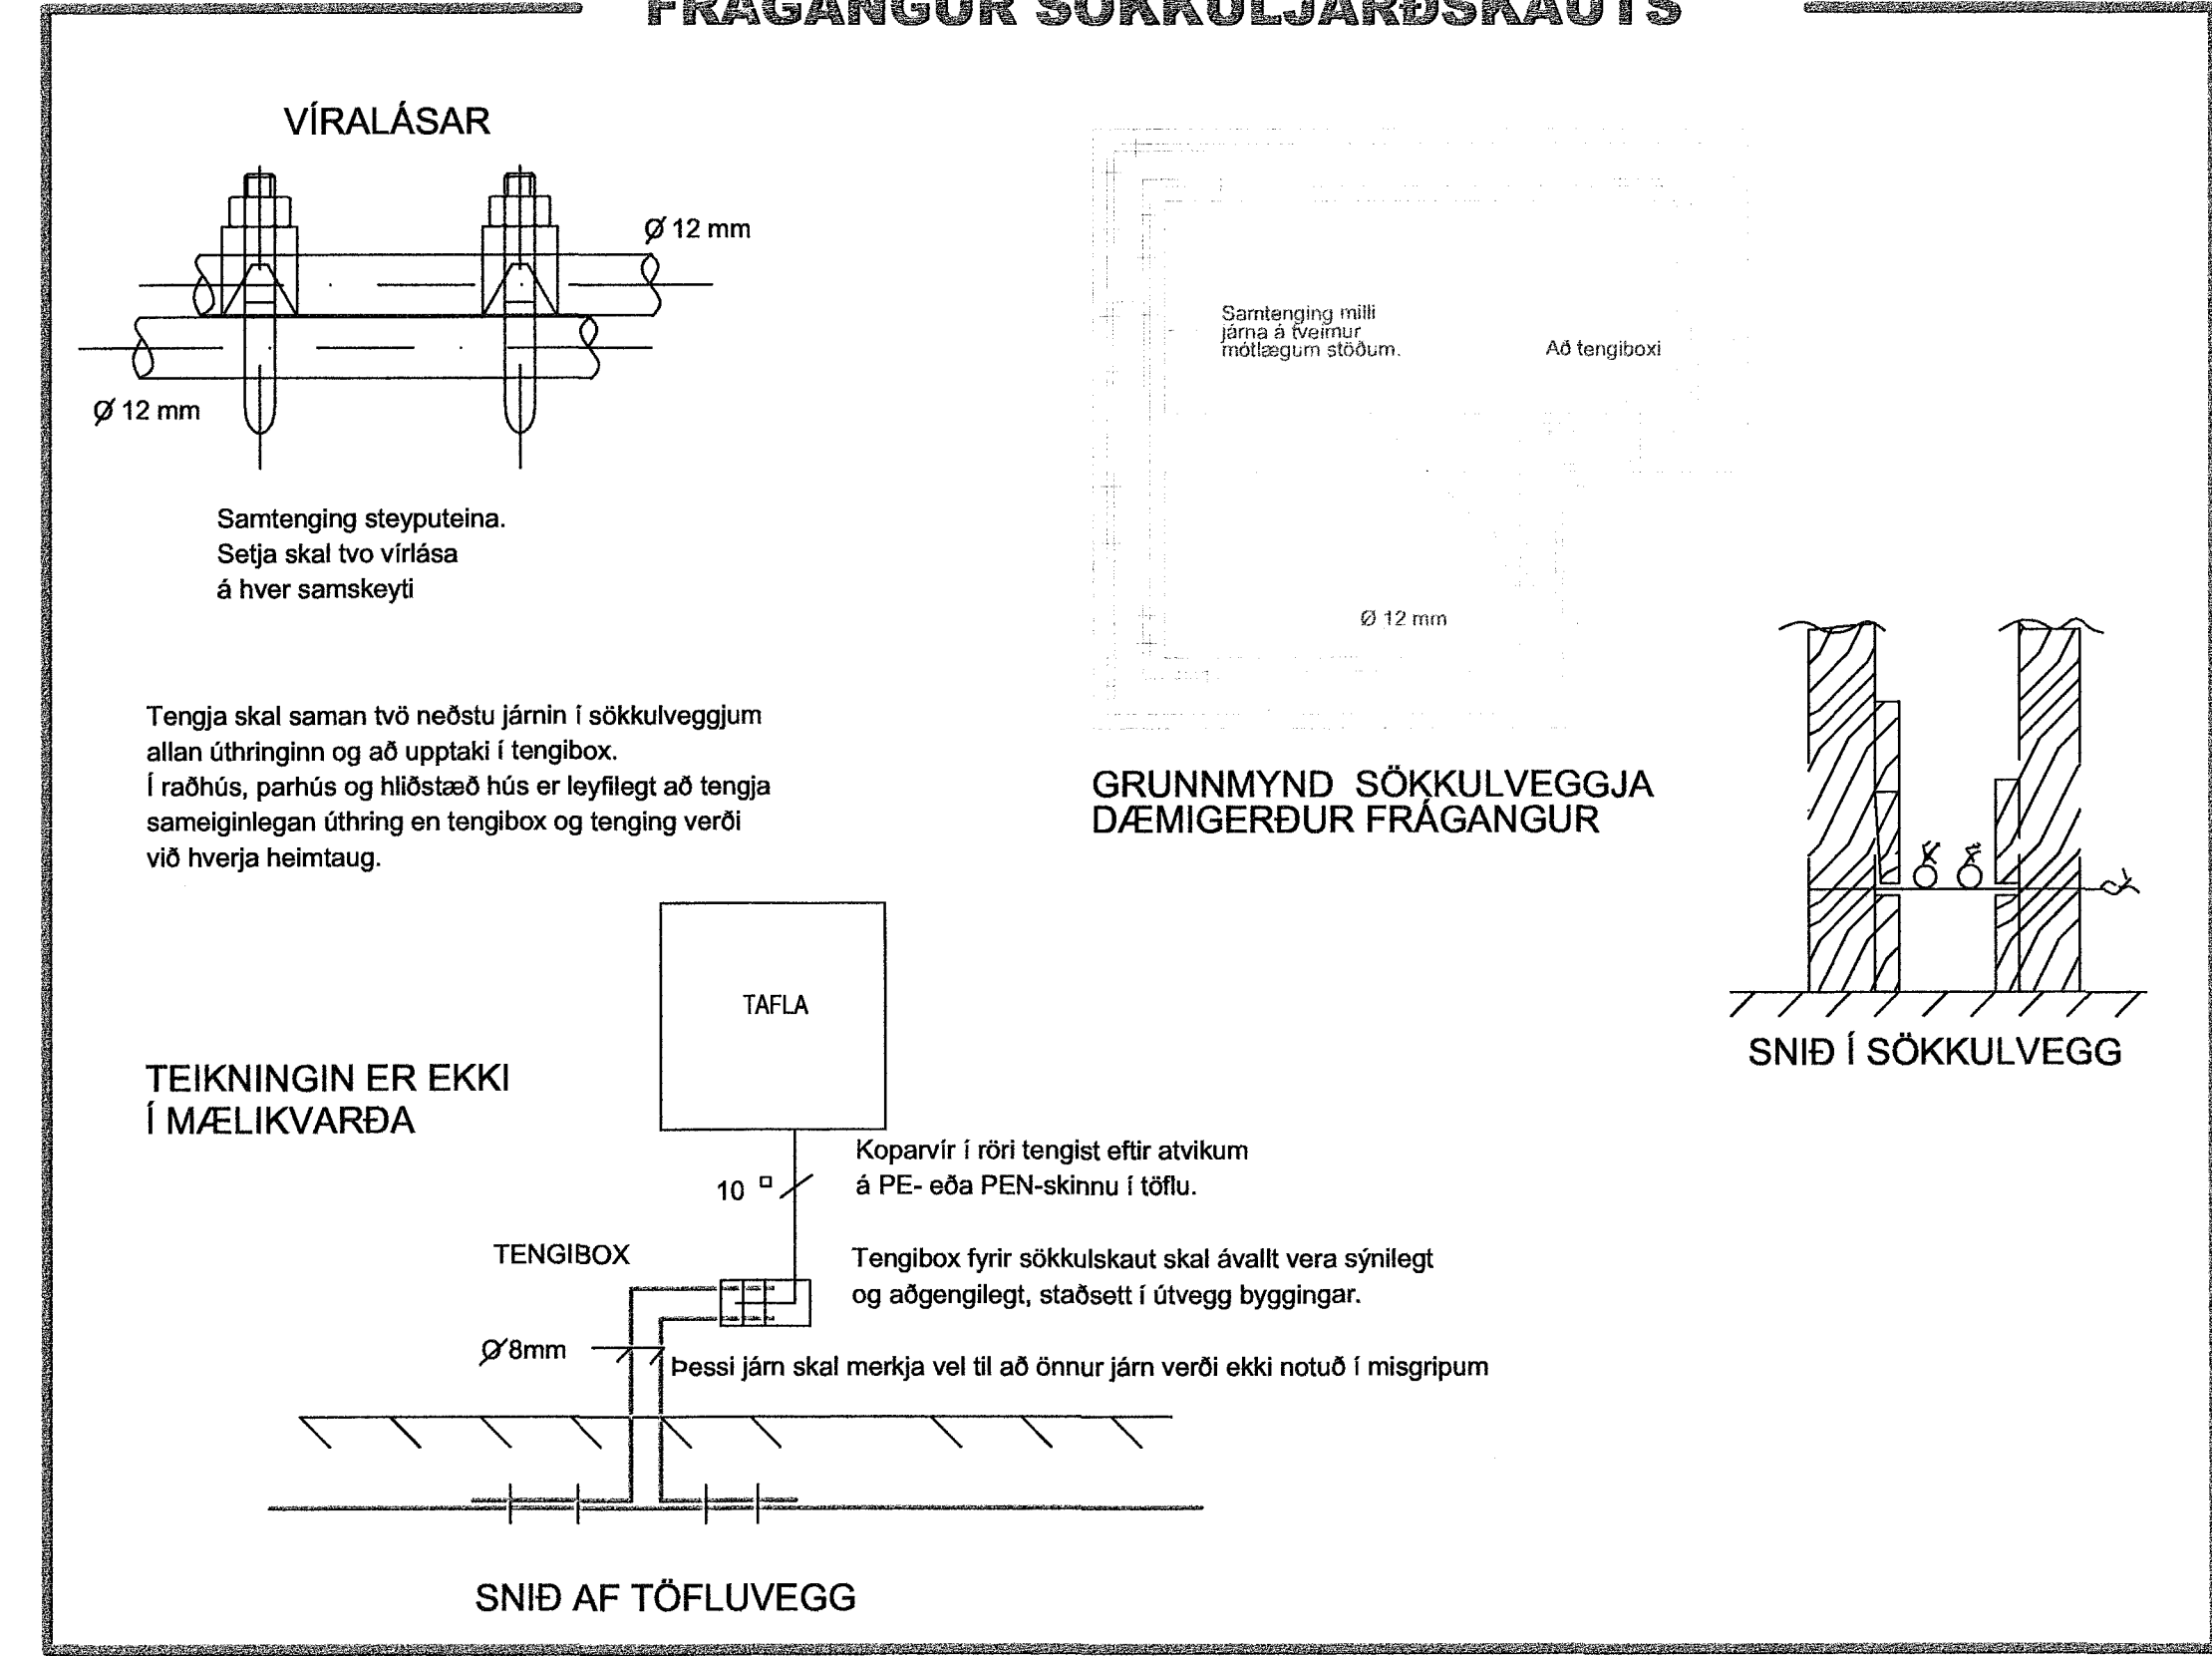 FRÁGANGUR SÖKKULJARÐSKAUTS
VÍRALÁSAR
Ø 12 mm
Ø 12 mm
Samtenging steyputeina.
Setja skal tvo vírlása
á hver samskeyti
Samtenging milli
járna á tveimur
mótlægum stöðum.
Að tengiboxi
Ø 12 mm
GRUNNMYND SÖKKULVEGGJA
DÆMIGERÐUR FRÁGANGUR
Tengja skal saman tvö neðstu járnin í sökkulveggjum
allan úthringinn og að upptaki í tengibox.
Í raðhús, parhús og hliðstæð hús er leyfilegt að tengja
sameiginlegan úthring en tengibox og tenging verði
við hverja heimtaug.
SNIÐ Í SÖKKULVEGG
TEIKNINGIN ER EKKI
Í MÆLIKVARÐA
TAFLA
10 □
Koparvír í röri tengist eftir atvikum
á PE- eða PEN-skinnu í töflu.
TENGIBOX
Tengibox fyrir sökkulskaut skal ávallt vera sýnilegt
og aðgengilegt, staðsett í útvegg byggingar.
Ø 8mm
Þessi járn skal merkja vel til að önnur járn verði ekki notuð í misgripum
SNIÐ AF TÖFLUVEGG